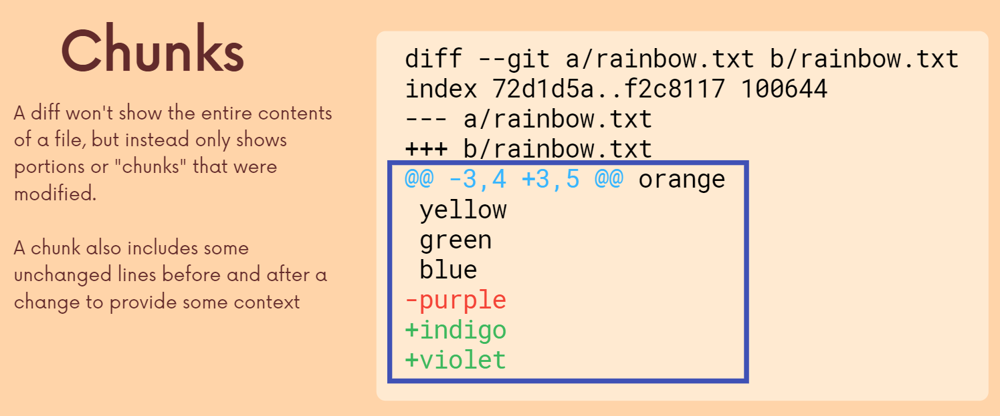 Chunks
A diff won't show the entire contents
of a file, but instead only shows
portions or "chunks" that were
modified.
A chunk also includes some
unchanged lines before and after a
change to provide some context
diff --git a/rainbow.txt b/rainbow.txt
index 72d1d5a..f2c8117 100644
--- a/rainbow.txt
+++ b/rainbow.txt
@@ -3,4 +3,5 @@ orange
 yellow
 green
 blue
-purple
+indigo
+violet